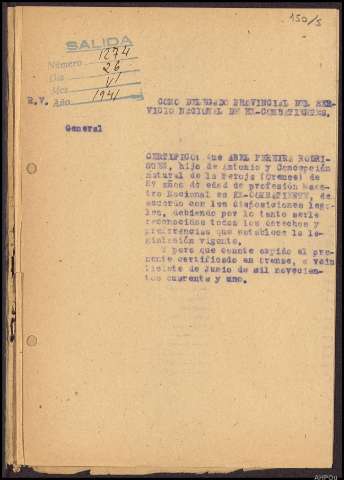 150/5
SALIDA
Número 1274
Día 26
Mes VI
Año 1941
R.V.
COMO DELEGADO PROVINCIAL DEL SER-
VICIO NACIONAL DE EX-COMBATIENTES.
General
CERTIFICO: Que ABEL PEREIRA RODRI-
GUEZ, hijo de Antonio y Concepción
natural de la Peroja (Orense) de
años de edad de profesión Maes-
tro Nacional es EX-COMBATIENTE, de
acuerdo con las disposiciones lega-
les, debiendo por lo tanto serle
reconocidos todos los derechos y
preferencias que establece la le-
gislación vigente.
Y para que conste expido el pre-
sente certificado en Orense, a vein
tiseis de Junio de mil novecien-
tos cuarenta y uno.
AHPOu